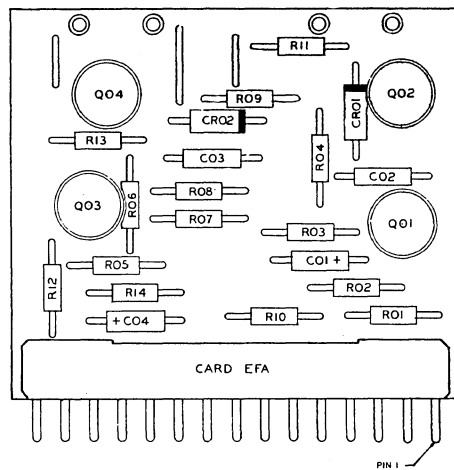 R11
Q04
R09
CR01
Q02
CR02
R13
R04
C03
C02
R06
R08
Q03
R07
Q01
R03
R05
C01+
R12
R14
R02
+C04
R10
R01
CARD EFA
PIN 1